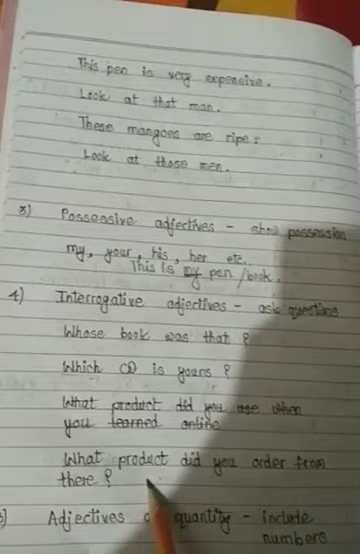 This pen is very expensive.
Look at that man.
These mangoes are ripe.
Look at those men.
3) Possessive adjectives - show possession
my, your, his, her etc.
This is my pen/book.
4) Interrogative adjectives - ask questions
Whose book was that ?
Which CD is yours ?
What product did you use when
you learned online
What product did you order from
there ?
Adjectives of quantity - include
numbers